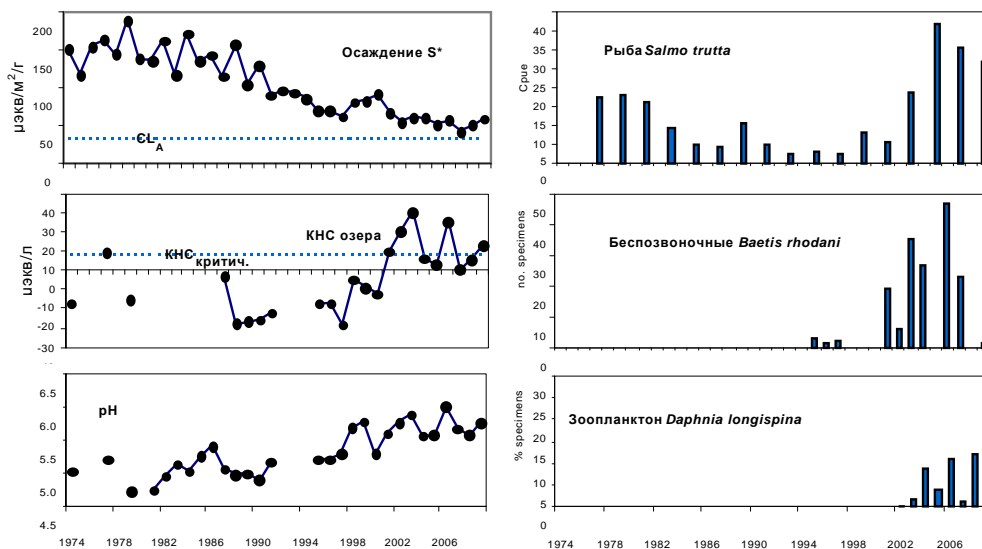 200
150
100
50
0
μэкв/м²/г
Осаждение S*
CL A
40
30
20
10
0
-10
-20
-30
μэкв/л
КНС озера
КНС критич.
6.5
6.0
5.5
5.0
4.5
pH
1974 1978 1982 1986 1990 1994 1998 2002 2006
40
35
30
25
20
15
10
5
0
Cpue
Рыба Salmo trutta
50
40
30
20
10
0
no. specimens
Беспозвоночные Baetis rhodani
35
30
25
20
15
10
5
0
% specimens
Зоопланктон Daphnia longispina
1974 1978 1982 1986 1990 1994 1998 2002 2006